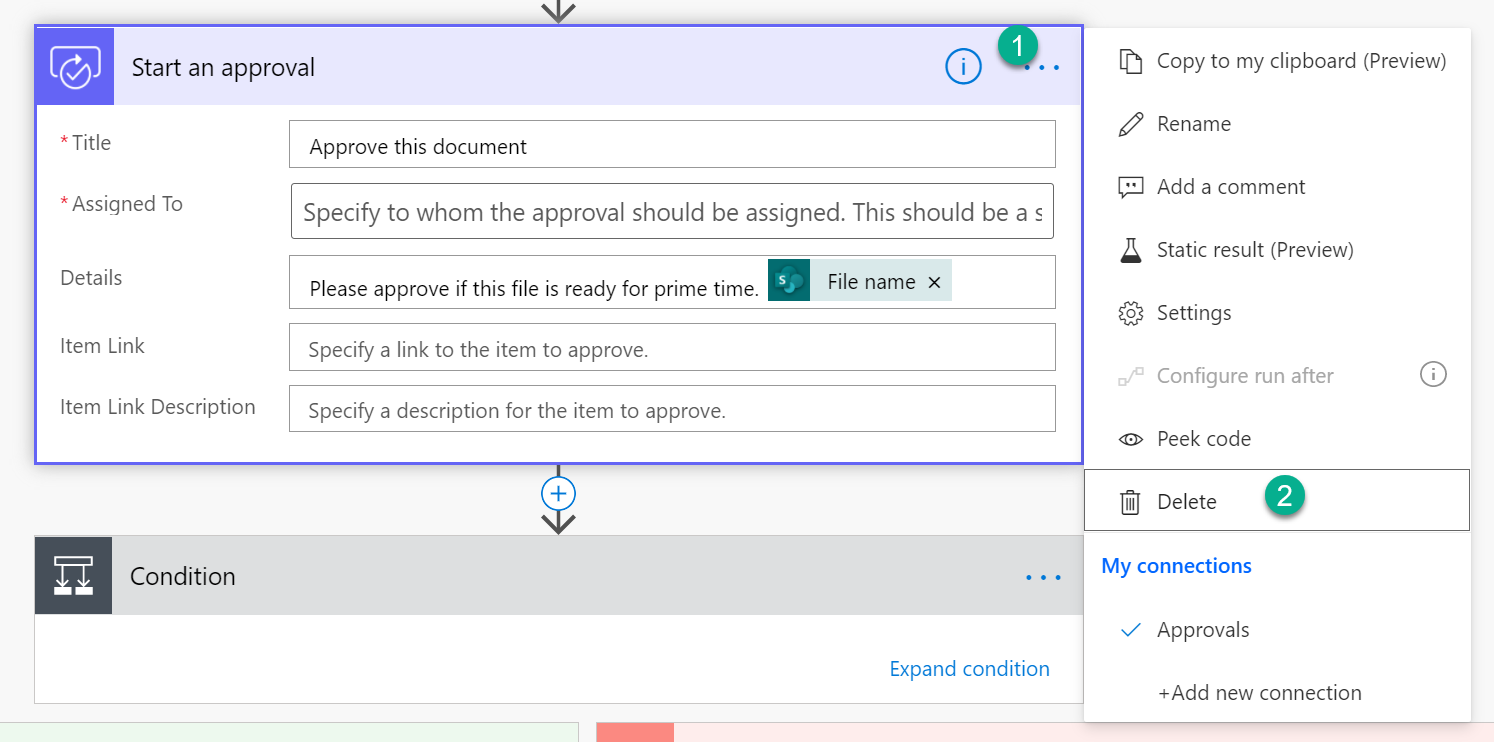 Start an approval
i
1
...
* Title
Approve this document
* Assigned To
Specify to whom the approval should be assigned. This should be a s
Details
Please approve if this file is ready for prime time. S File name ×
Item Link
Specify a link to the item to approve.
Item Link Description
Specify a description for the item to approve.
+
Condition
...
Expand condition
Copy to my clipboard (Preview)
Rename
Add a comment
Static result (Preview)
Settings
Configure run after i
Peek code
Delete 2
My connections
Approvals
+Add new connection